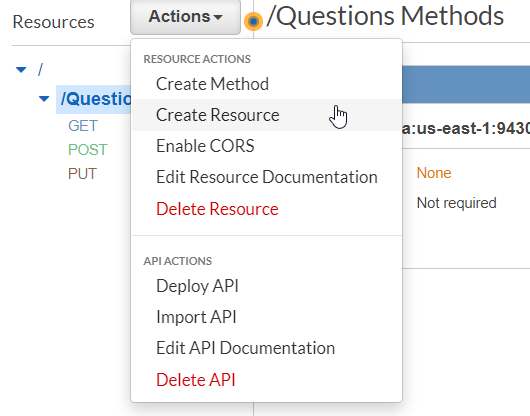 Resources
Actions
/Questions Methods
RESOURCE ACTIONS
Create Method
Create Resource
Enable CORS
Edit Resource Documentation
Delete Resource
API ACTIONS
Deploy API
Import API
Edit API Documentation
Delete API
/
/Questio
GET
POST
PUT
a:us-east-1:9430
None
Not required